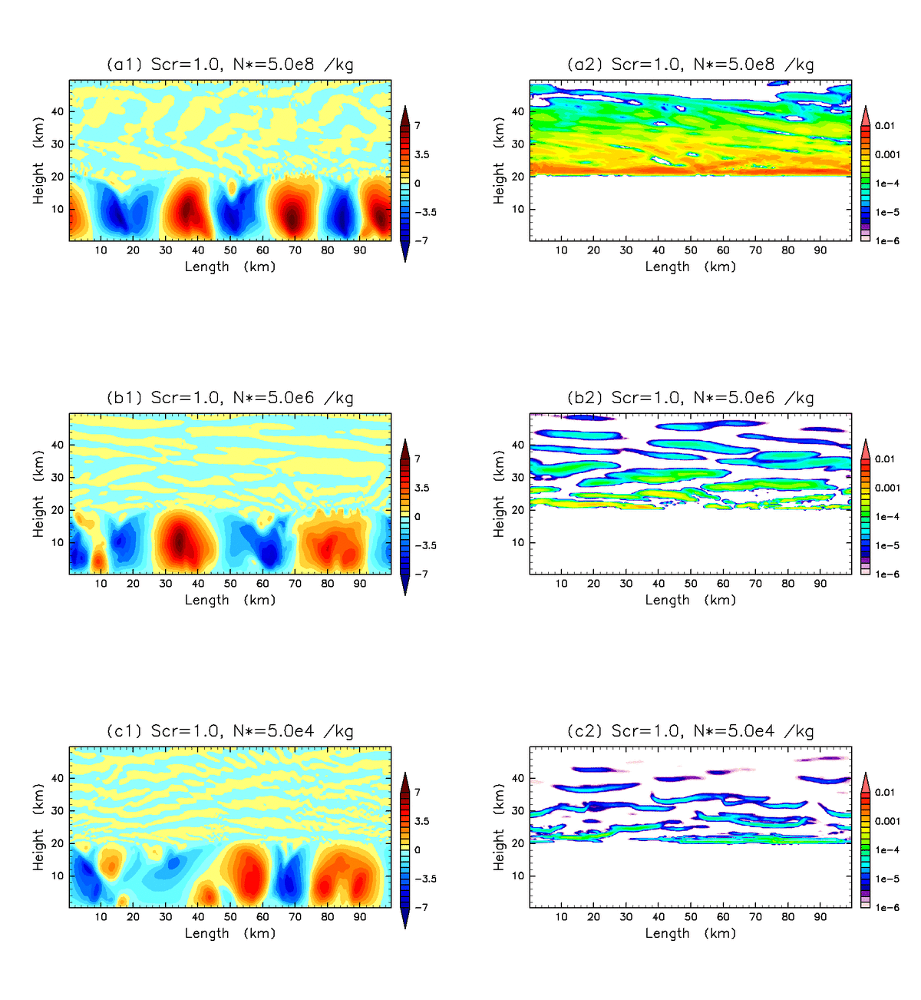 (a1) Scr=1.0, N*=5.0e8 /kg
Height (km)
40
30
20
10
10 20 30 40 50 60 70 80 90
Length (km)
7
3.5
0
−3.5
−7
(a2) Scr=1.0, N*=5.0e8 /kg
Height (km)
40
30
20
10
10 20 30 40 50 60 70 80 90
Length (km)
0.01
0.001
1e−4
1e−5
1e−6
(b1) Scr=1.0, N*=5.0e6 /kg
Height (km)
40
30
20
10
10 20 30 40 50 60 70 80 90
Length (km)
7
3.5
0
−3.5
−7
(b2) Scr=1.0, N*=5.0e6 /kg
Height (km)
40
30
20
10
10 20 30 40 50 60 70 80 90
Length (km)
0.01
0.001
1e−4
1e−5
1e−6
(c1) Scr=1.0, N*=5.0e4 /kg
Height (km)
40
30
20
10
10 20 30 40 50 60 70 80 90
Length (km)
7
3.5
0
−3.5
−7
(c2) Scr=1.0, N*=5.0e4 /kg
Height (km)
40
30
20
10
10 20 30 40 50 60 70 80 90
Length (km)
0.01
0.001
1e−4
1e−5
1e−6